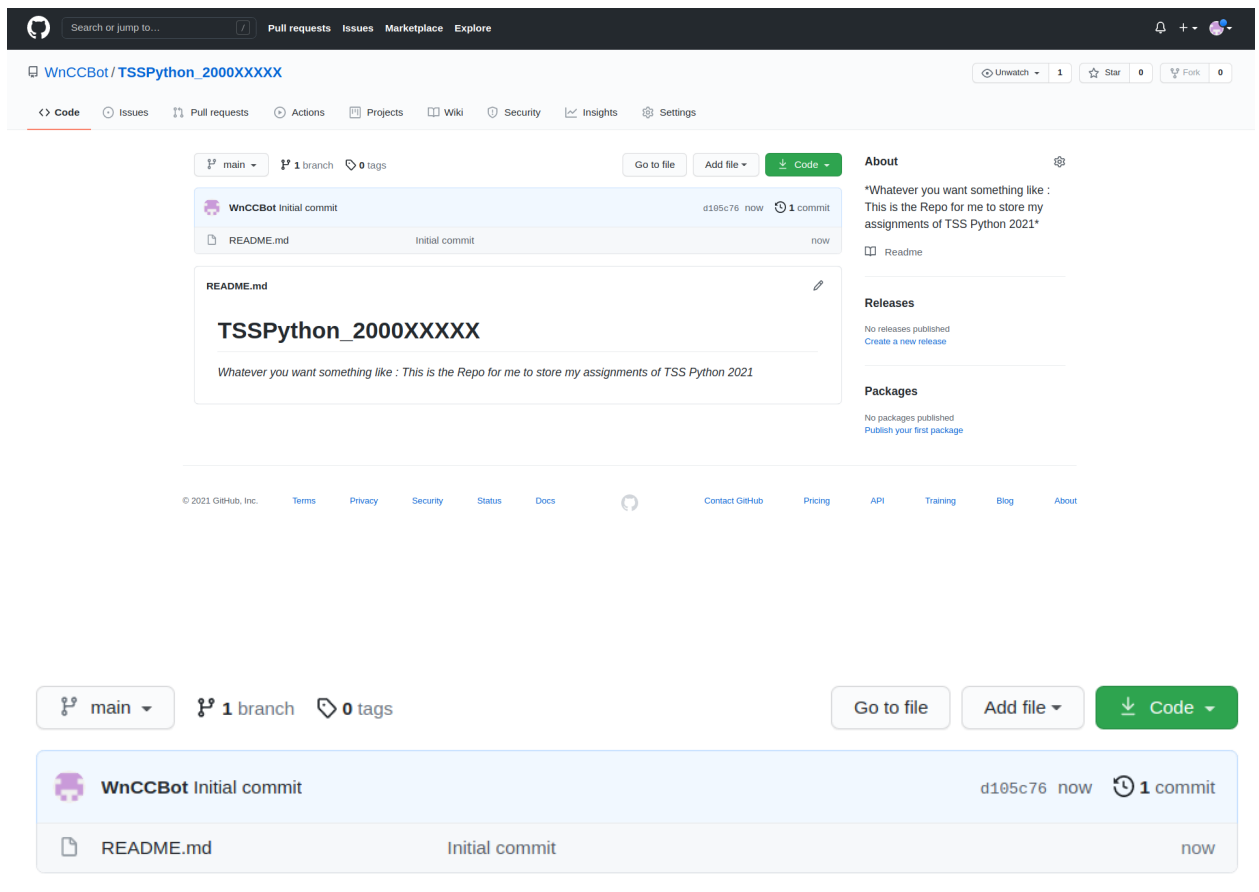 Search or jump to... / Pull requests Issues Marketplace Explore
WnCCBot / TSSPython_2000XXXXX Unwatch 1 Star 0 Fork 0
Code Issues Pull requests Actions Projects Wiki Security Insights Settings
main 1 branch 0 tags Go to file Add file Code
WnCCBot Initial commit d105c76 now 1 commit
README.md Initial commit now
README.md
TSSPython_2000XXXXX
Whatever you want something like : This is the Repo for me to store my assignments of TSS Python 2021
About
*Whatever you want something like :
This is the Repo for me to store my
assignments of TSS Python 2021*
Readme
Releases
No releases published
Create a new release
Packages
No packages published
Publish your first package
© 2021 GitHub, Inc. Terms Privacy Security Status Docs Contact GitHub Pricing API Training Blog About
main 1 branch 0 tags Go to file Add file Code
WnCCBot Initial commit d105c76 now 1 commit
README.md Initial commit now